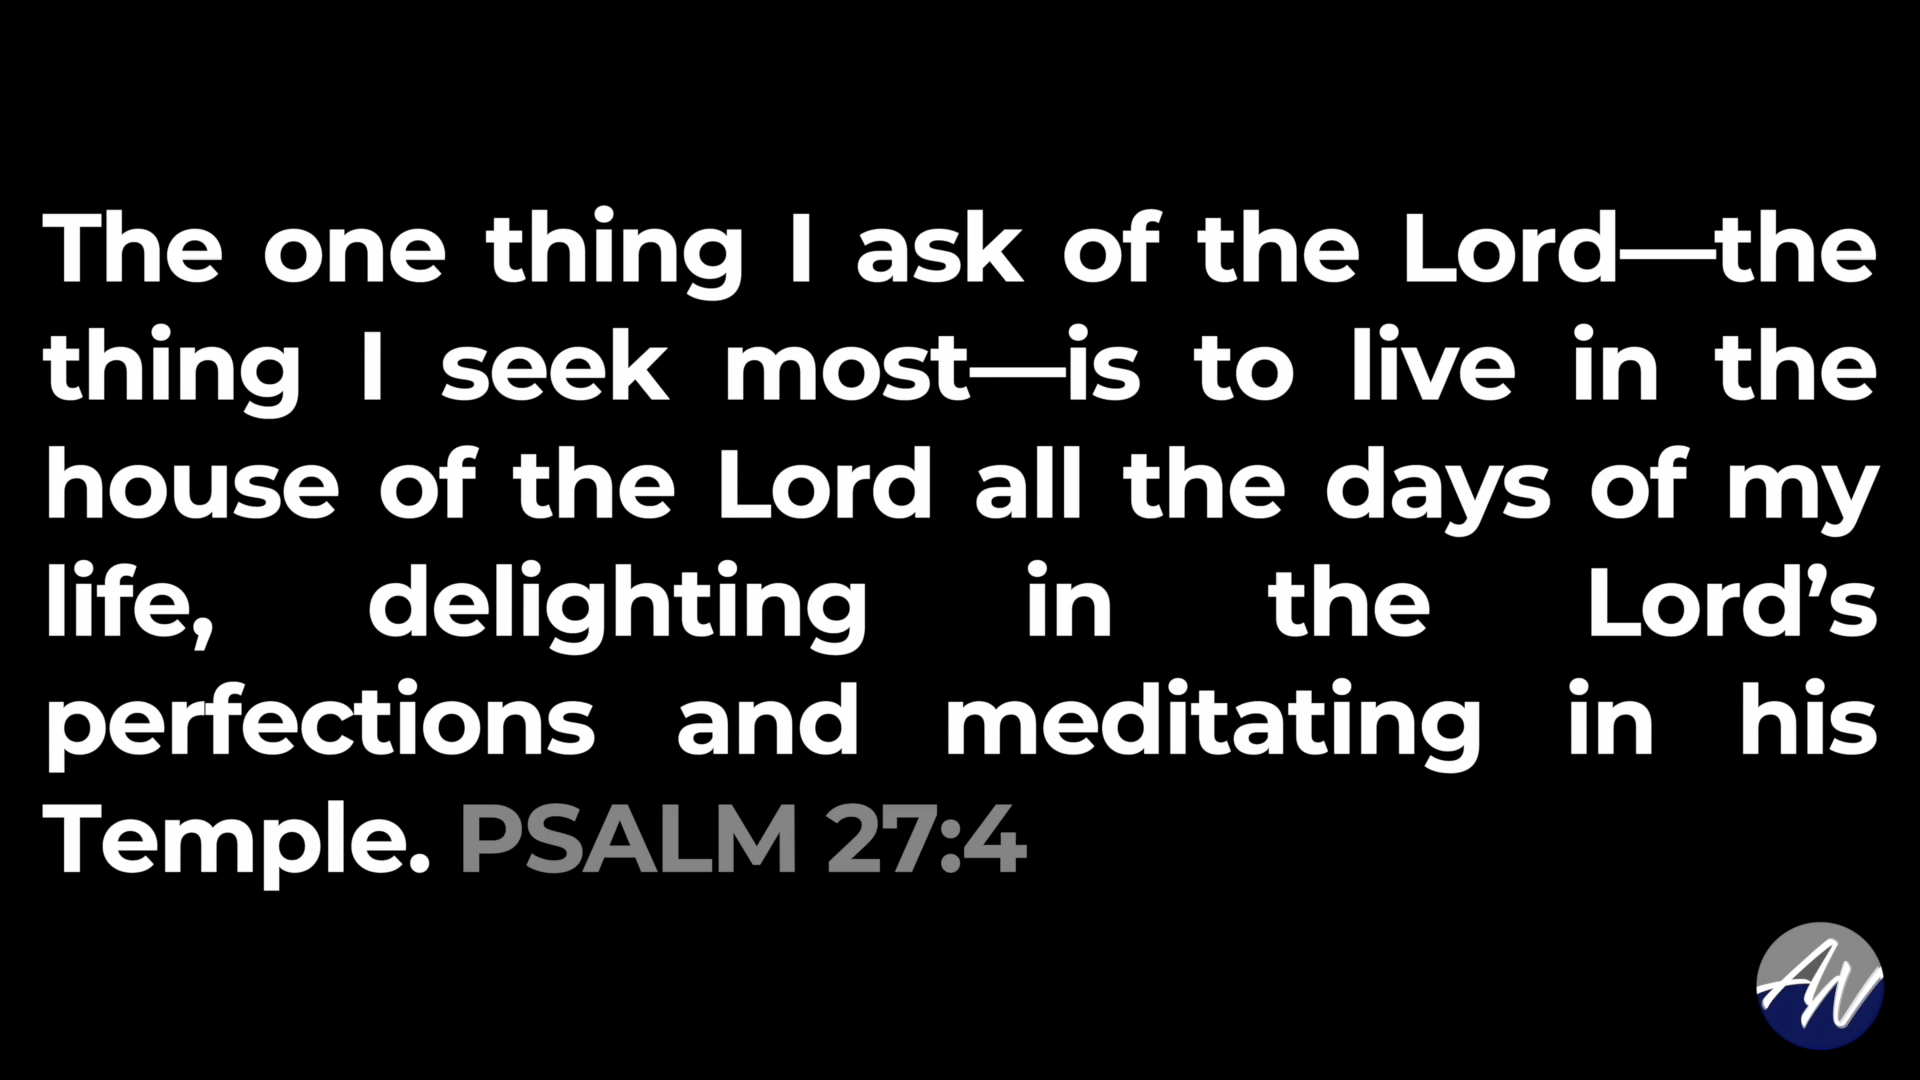 The one thing I ask of the Lord—the
thing I seek most—is to live in the
house of the Lord all the days of my
life, delighting in the Lord’s
perfections and meditating in his
Temple. PSALM 27:4
AW